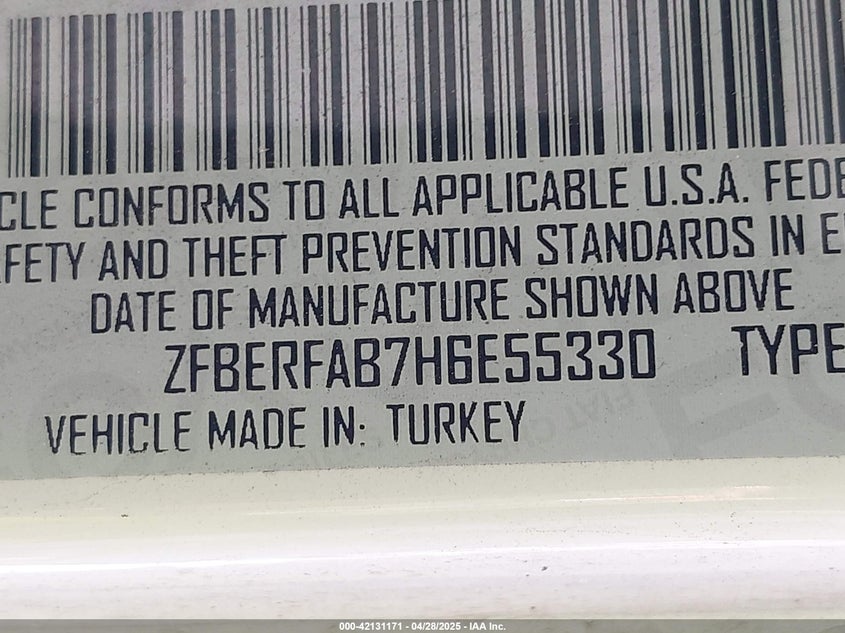 CLE CONFORMS TO ALL APPLICABLE U.S.A. FEDE
FETY AND THEFT PREVENTION STANDARDS IN E
DATE OF MANUFACTURE SHOWN ABOVE
ZFBERFAB7H6E55330 TYPE
VEHICLE MADE IN: TURKEY
000-42131171 | 04/28/2025 - IAA Inc.